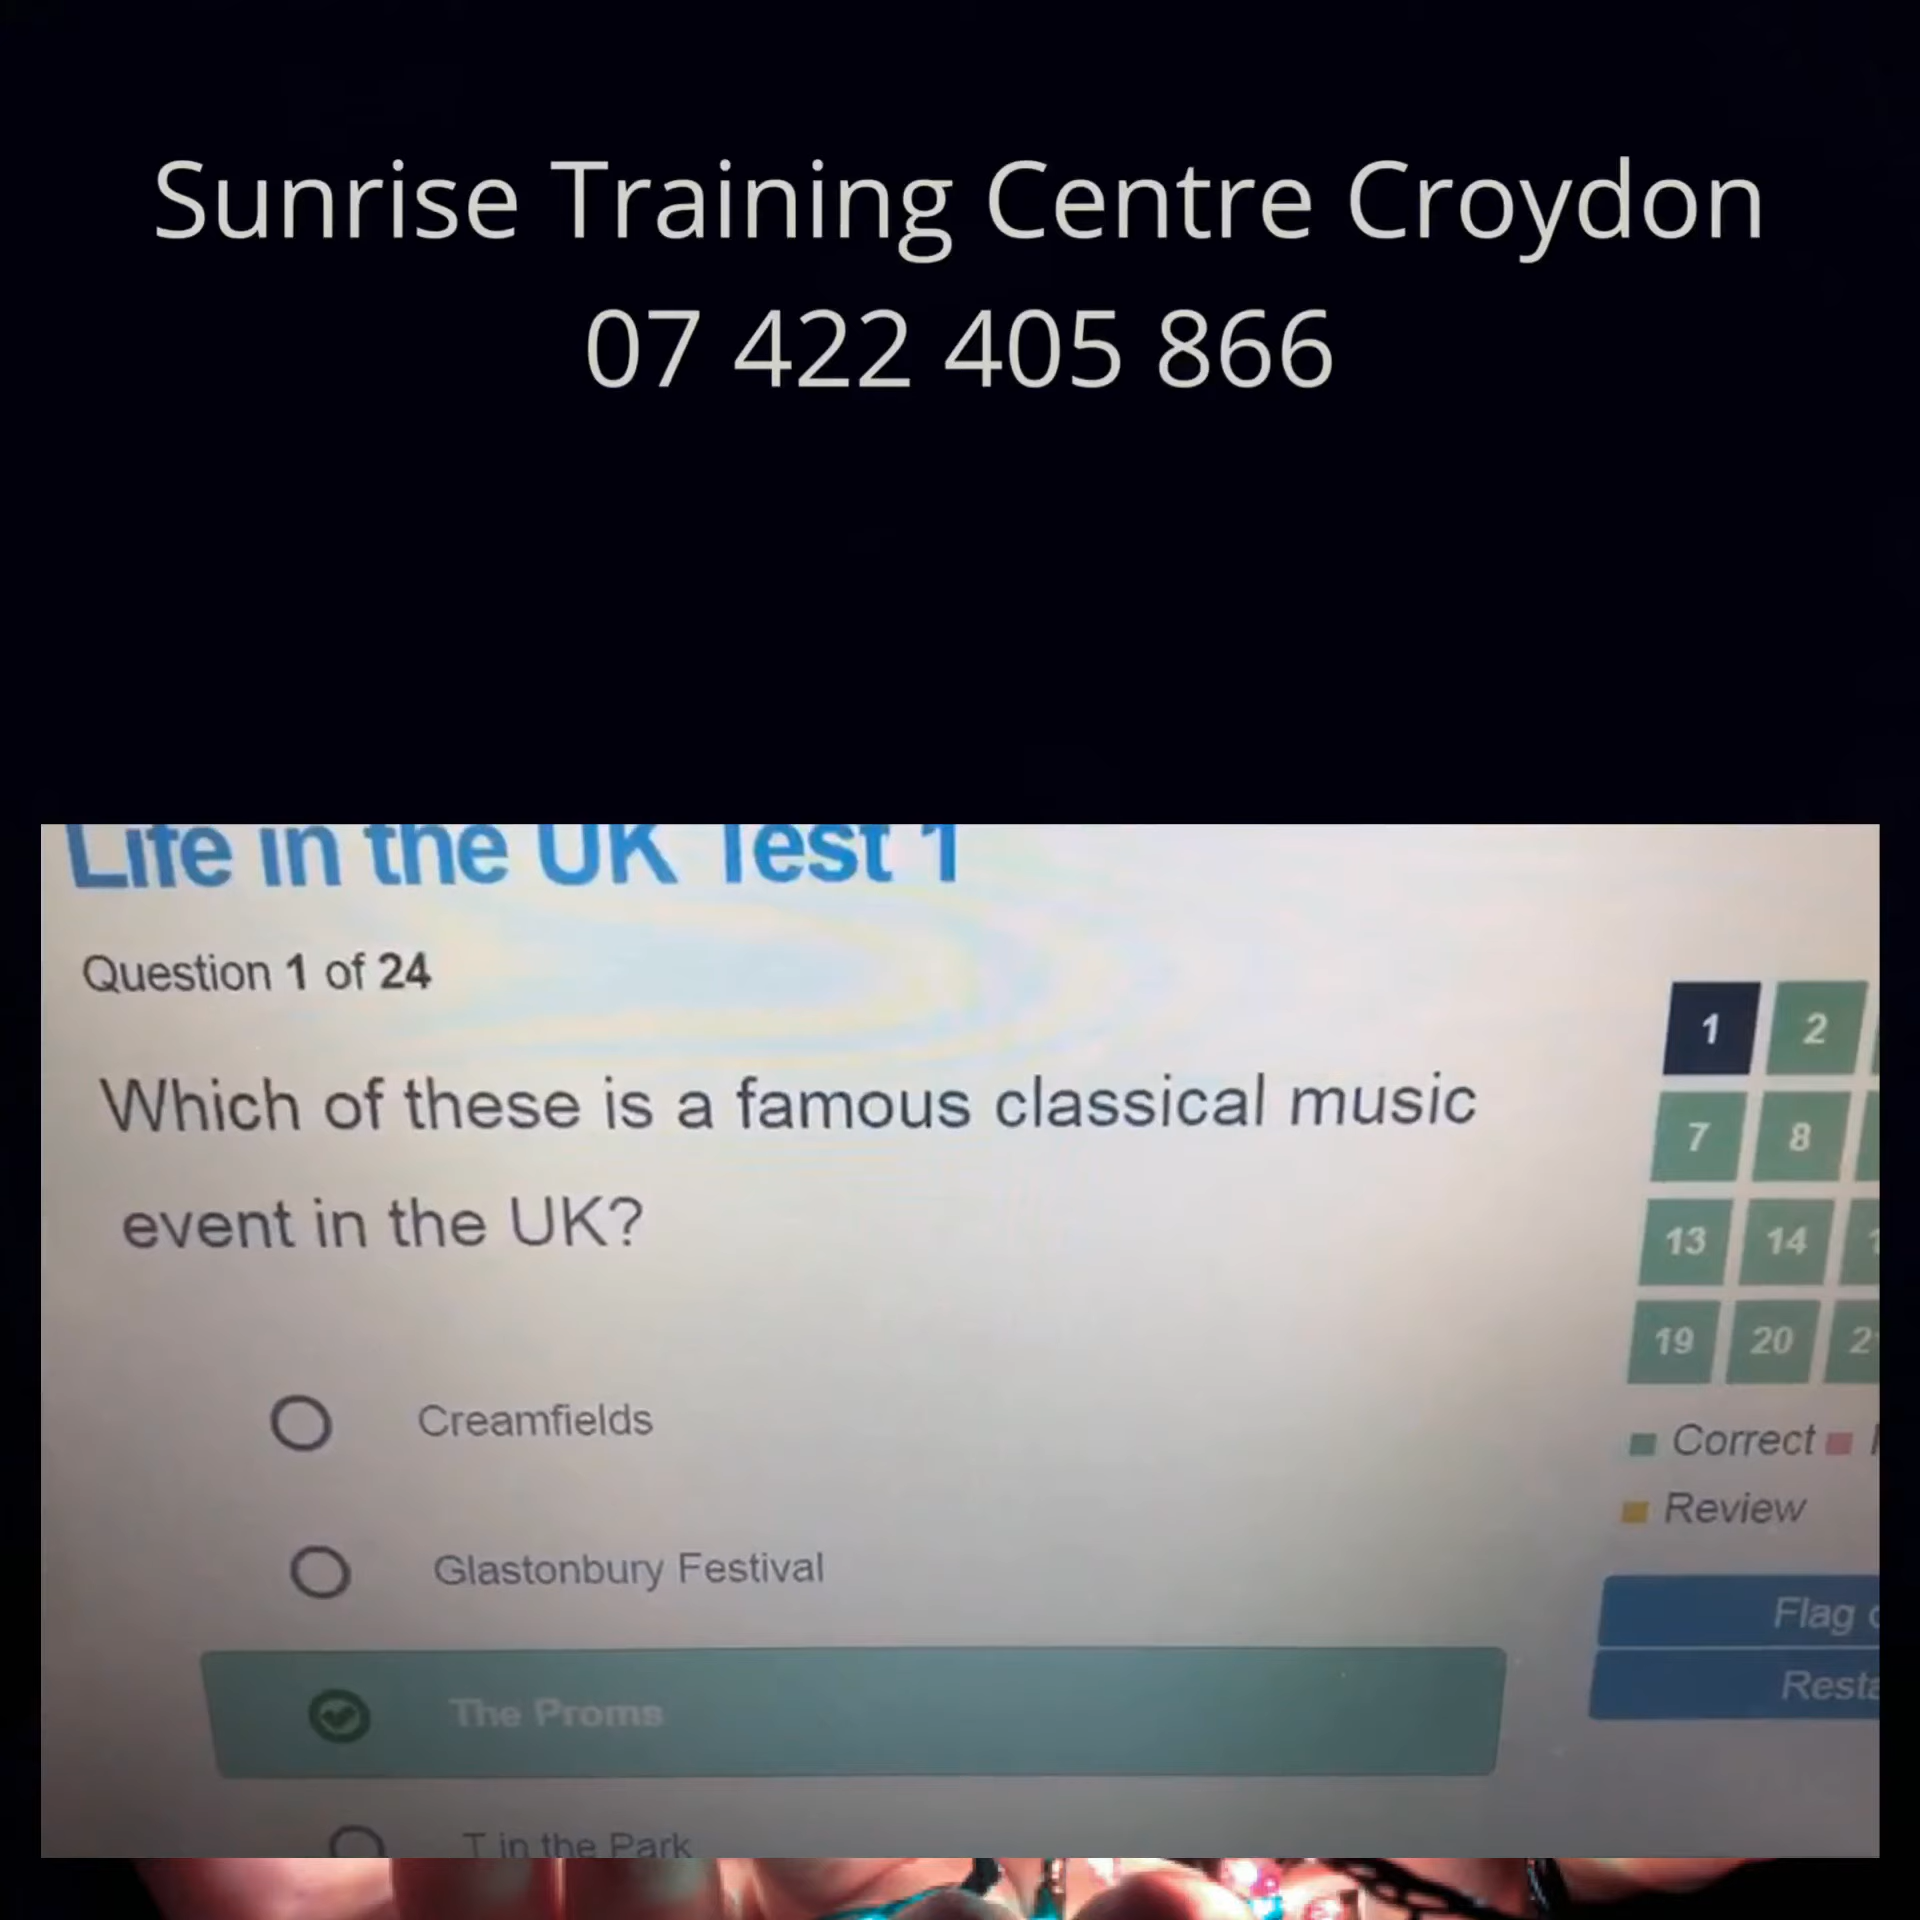 Sunrise Training Centre Croydon
07 422 405 866
Life in the UK Test 1
Question 1 of 24
Which of these is a famous classical music
event in the UK?
Creamfields
Glastonbury Festival
The Proms
T in the Park
1 2
7 8
13 14
19 20
Correct
Review
Flag